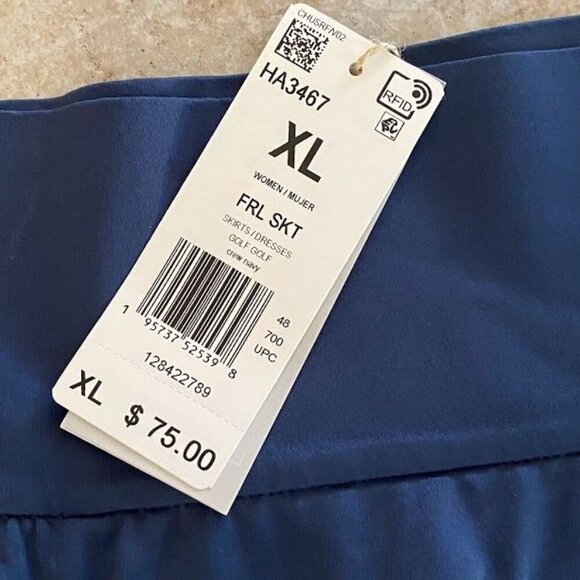 CHUSRFN02
HA3467
RFID
XL
WOMEN / MUJER
FRL SKT
SKIRTS / DRESSES
GOLF GOLF
crew navy
48
700
UPC
1 95737 52539 8
128422789
XL $ 75.00